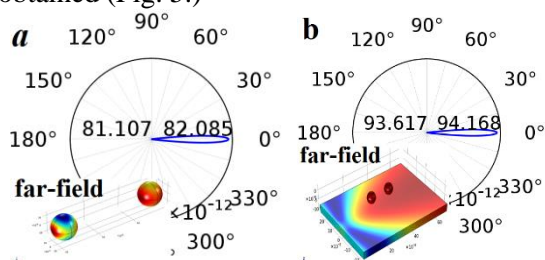 obtained (Fig. 3.)
a 120° 90° 60° b 120° 90° 60°
150° 30° 150° 30°
180° 81.107 82.085 0° 180° 93.617 94.168 0°
far-field far-field
×10⁻¹² 330° ×10⁻¹² 330°
300° 300°